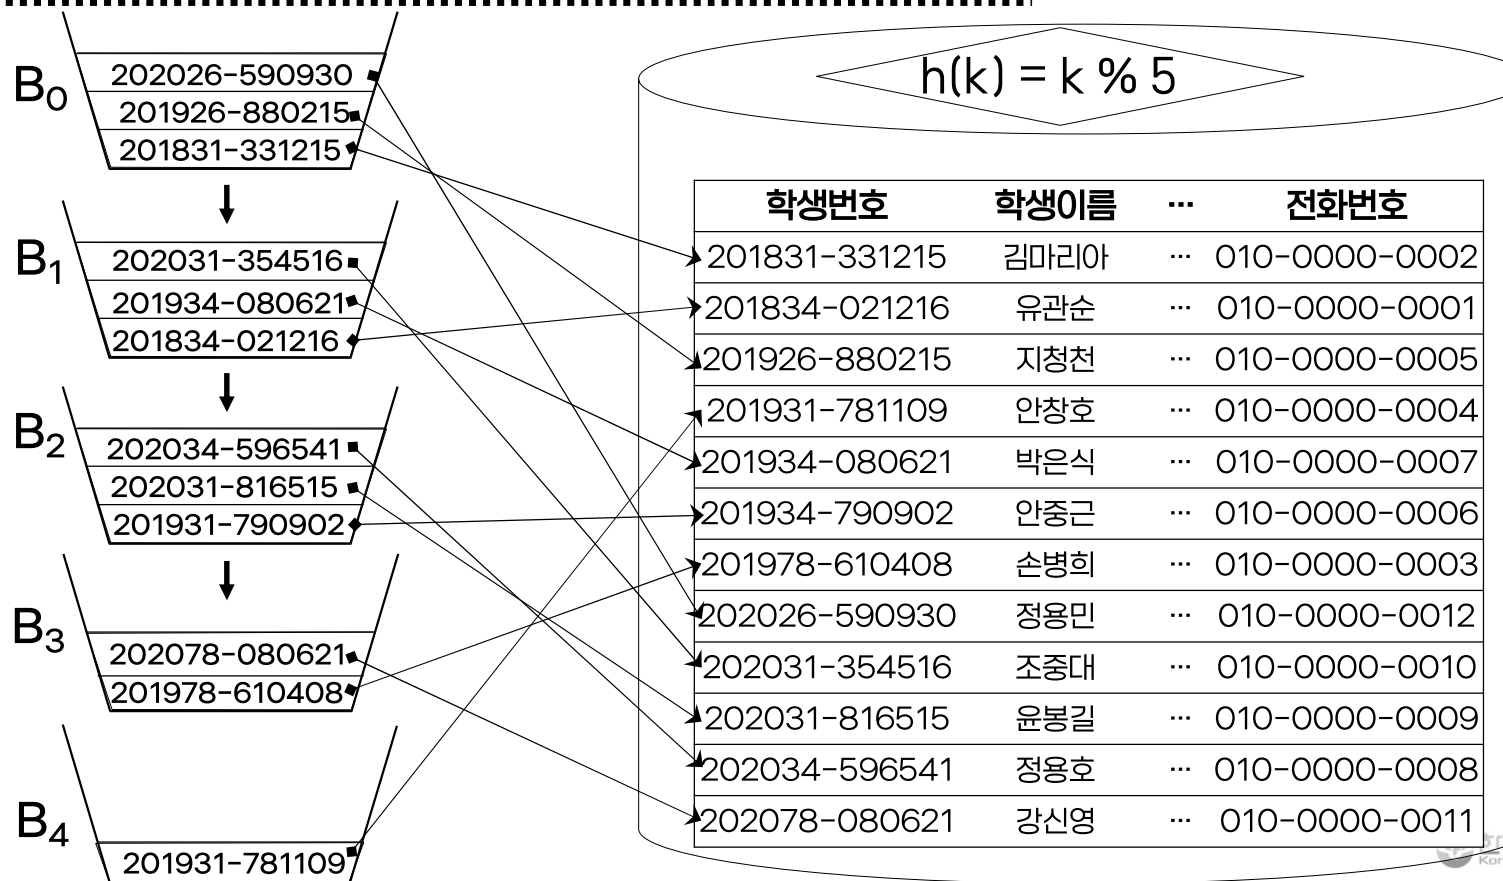 B0
202026-590930
201926-880215
201831-331215
B1
202031-354516
201934-080621
201834-021216
B2
202034-596541
202031-816515
201931-790902
B3
202078-080621
201978-610408
B4
201931-781109
h(k) = k % 5
학생번호 학생이름 ··· 전화번호
201831-331215 김마리아 ··· 010-0000-0002
201834-021216 유관순 ··· 010-0000-0001
201926-880215 지청천 ··· 010-0000-0005
201931-781109 안창호 ··· 010-0000-0004
201934-080621 박은식 ··· 010-0000-0007
201934-790902 안중근 ··· 010-0000-0006
201978-610408 손병희 ··· 010-0000-0003
202026-590930 정용민 ··· 010-0000-0012
202031-354516 조중대 ··· 010-0000-0010
202031-816515 윤봉길 ··· 010-0000-0009
202034-596541 정용호 ··· 010-0000-0008
202078-080621 강신영 ··· 010-0000-0011